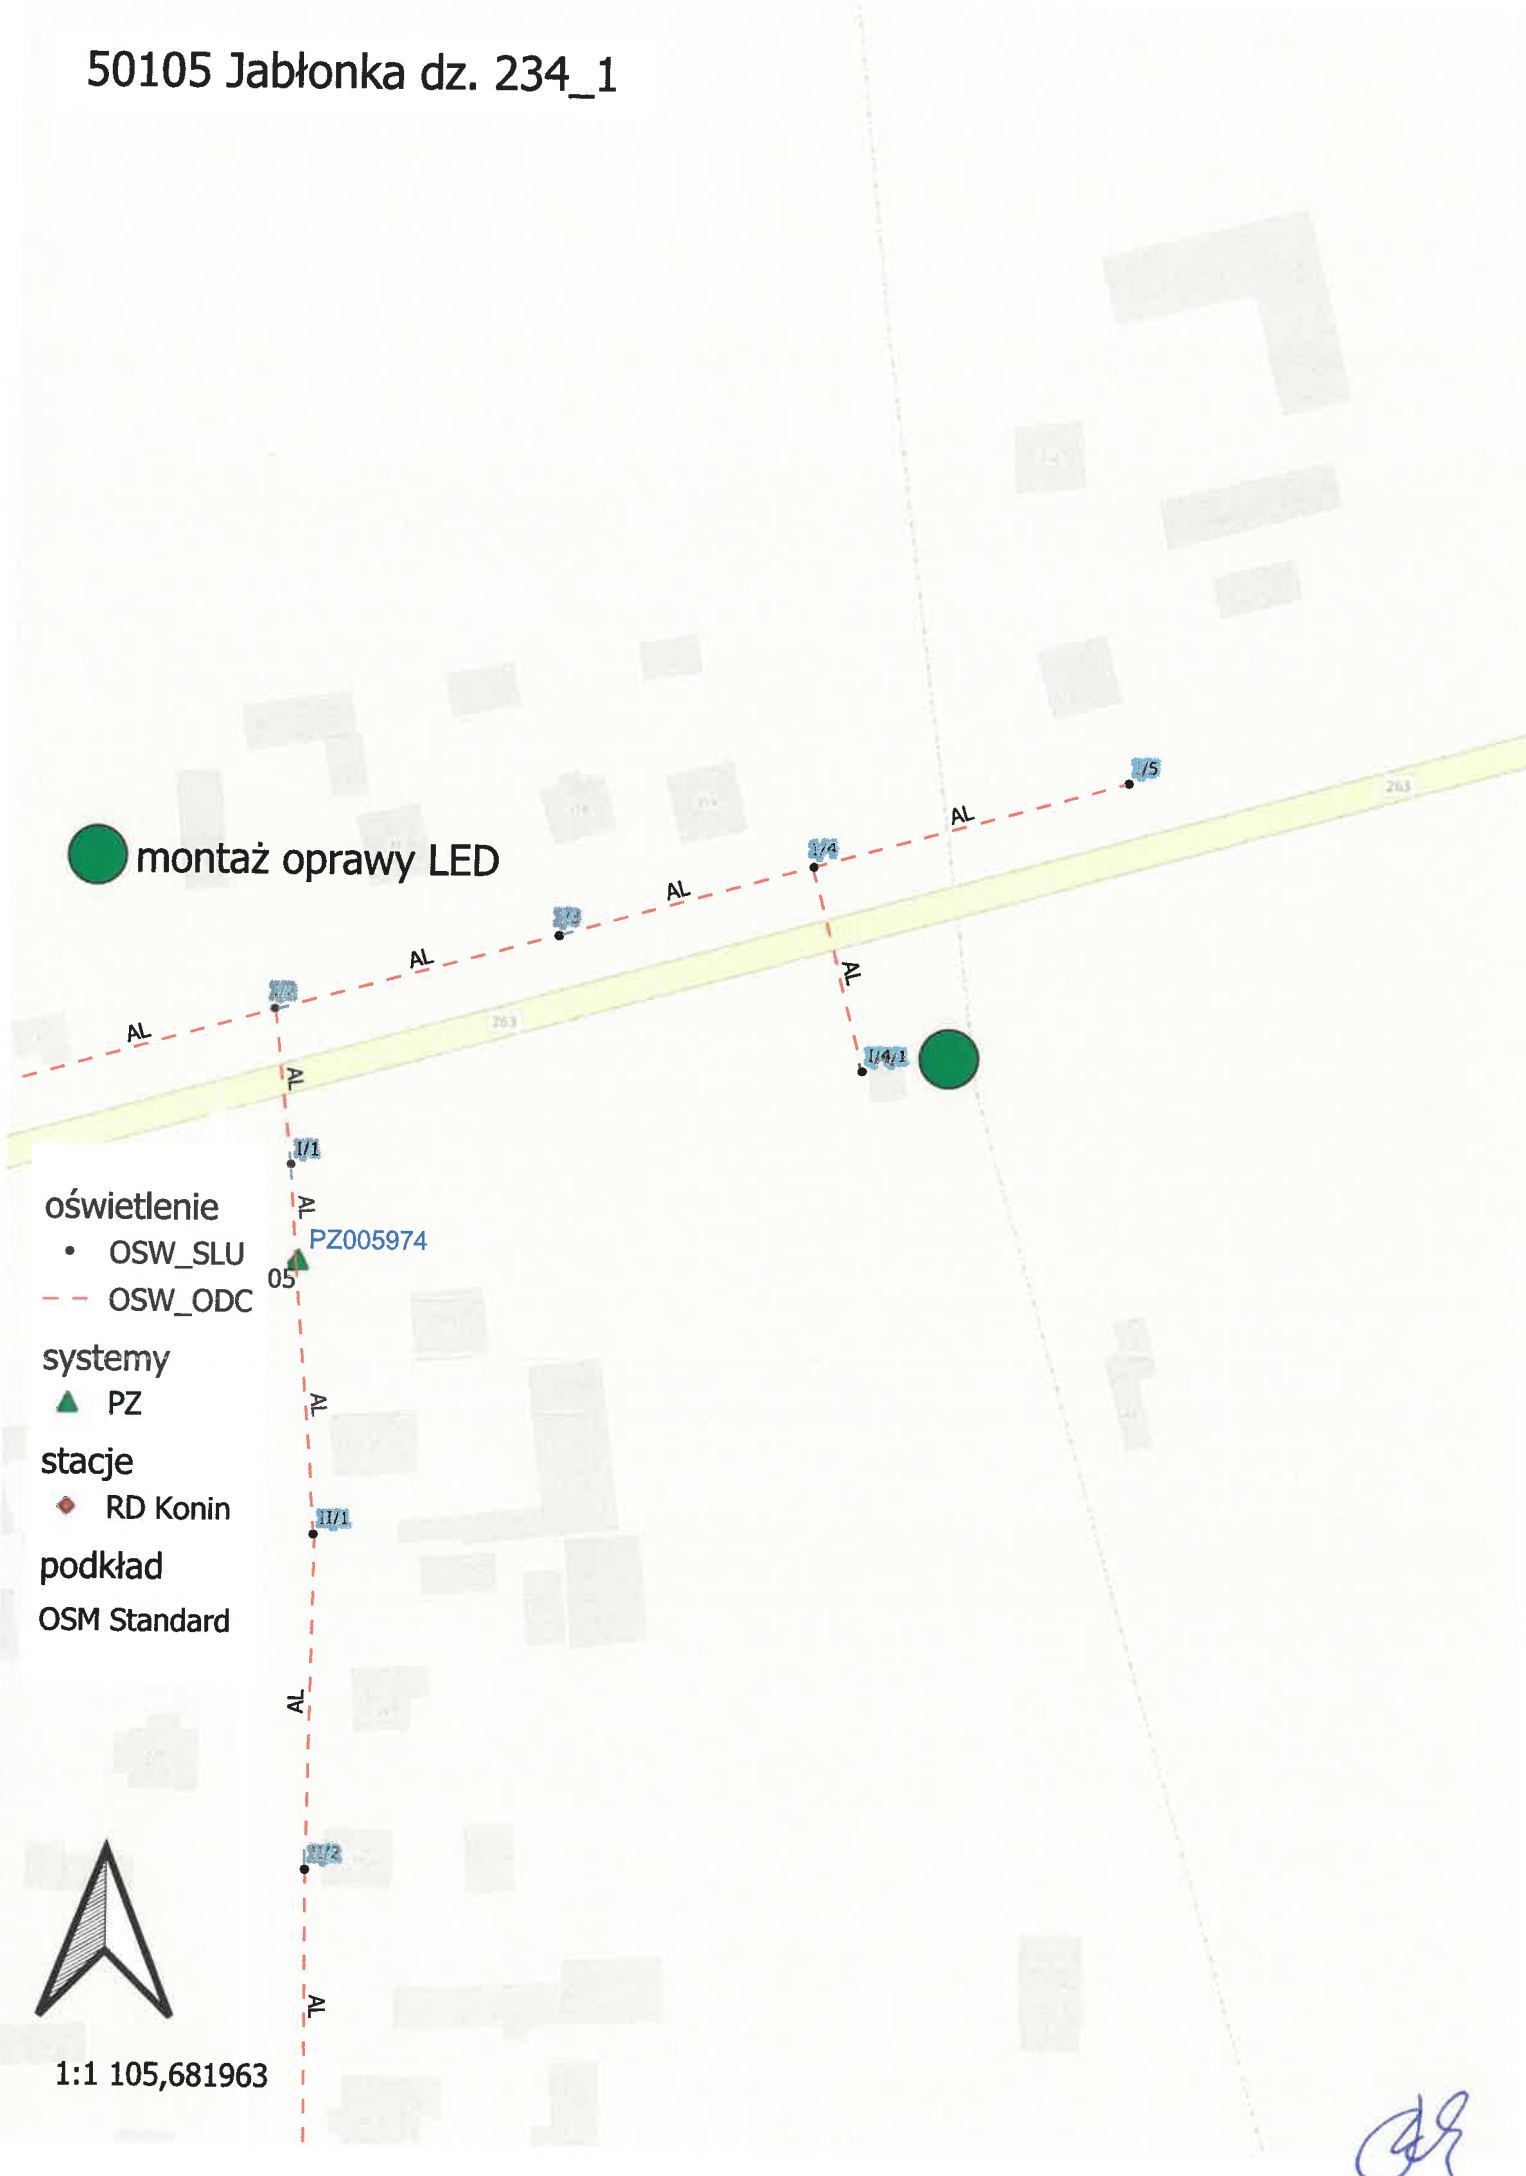 50105 Jabłonka dz. 234_1
I/5
263
AL
I/4
montaż oprawy LED
AL
AL
AL
263
AL
I/4/1
AL
I/1
oświetlenie
AL
PZ005974
OSW_SLU
05
OSW_ODC
systemy
PZ
AL
stacje
RD Konin
II/1
podkład
OSM Standard
AL
II/2
AL
1:1 105,681963